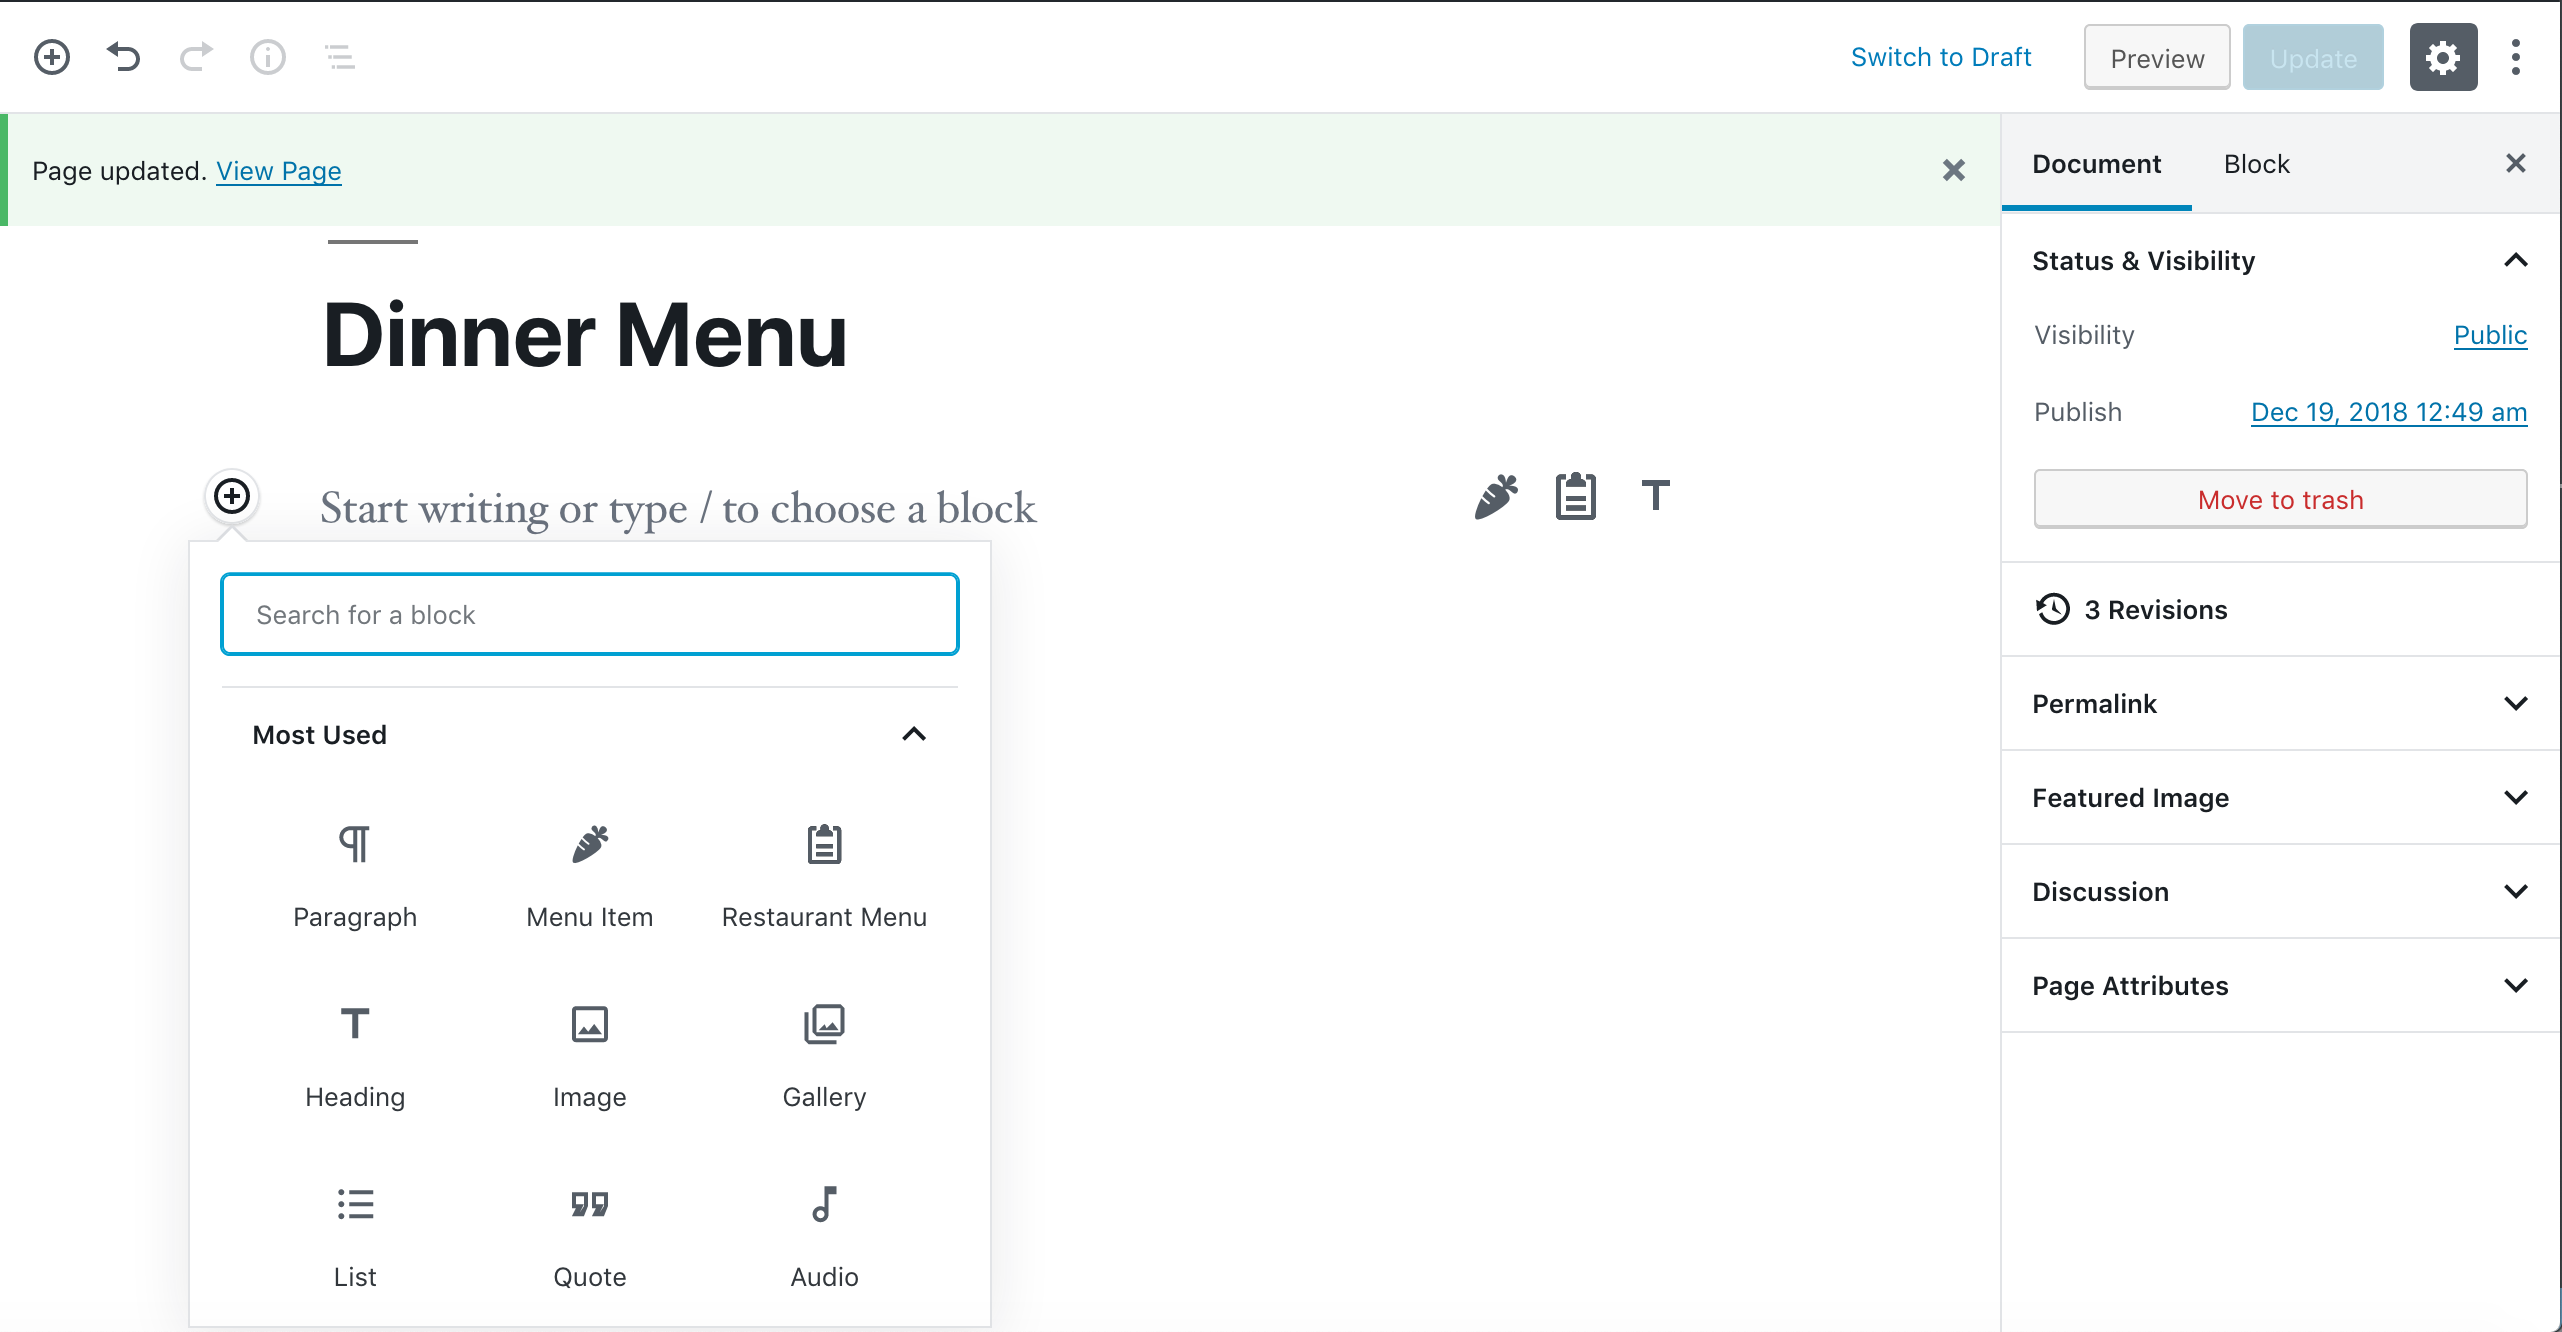 Switch to Draft
Preview
Update
Page updated. View Page
Document
Block
Dinner Menu
Start writing or type / to choose a block
Search for a block
Most Used
Paragraph
Menu Item
Restaurant Menu
Heading
Image
Gallery
List
Quote
Audio
Status & Visibility
Visibility
Public
Publish
Dec 19, 2018 12:49 am
Move to trash
3 Revisions
Permalink
Featured Image
Discussion
Page Attributes